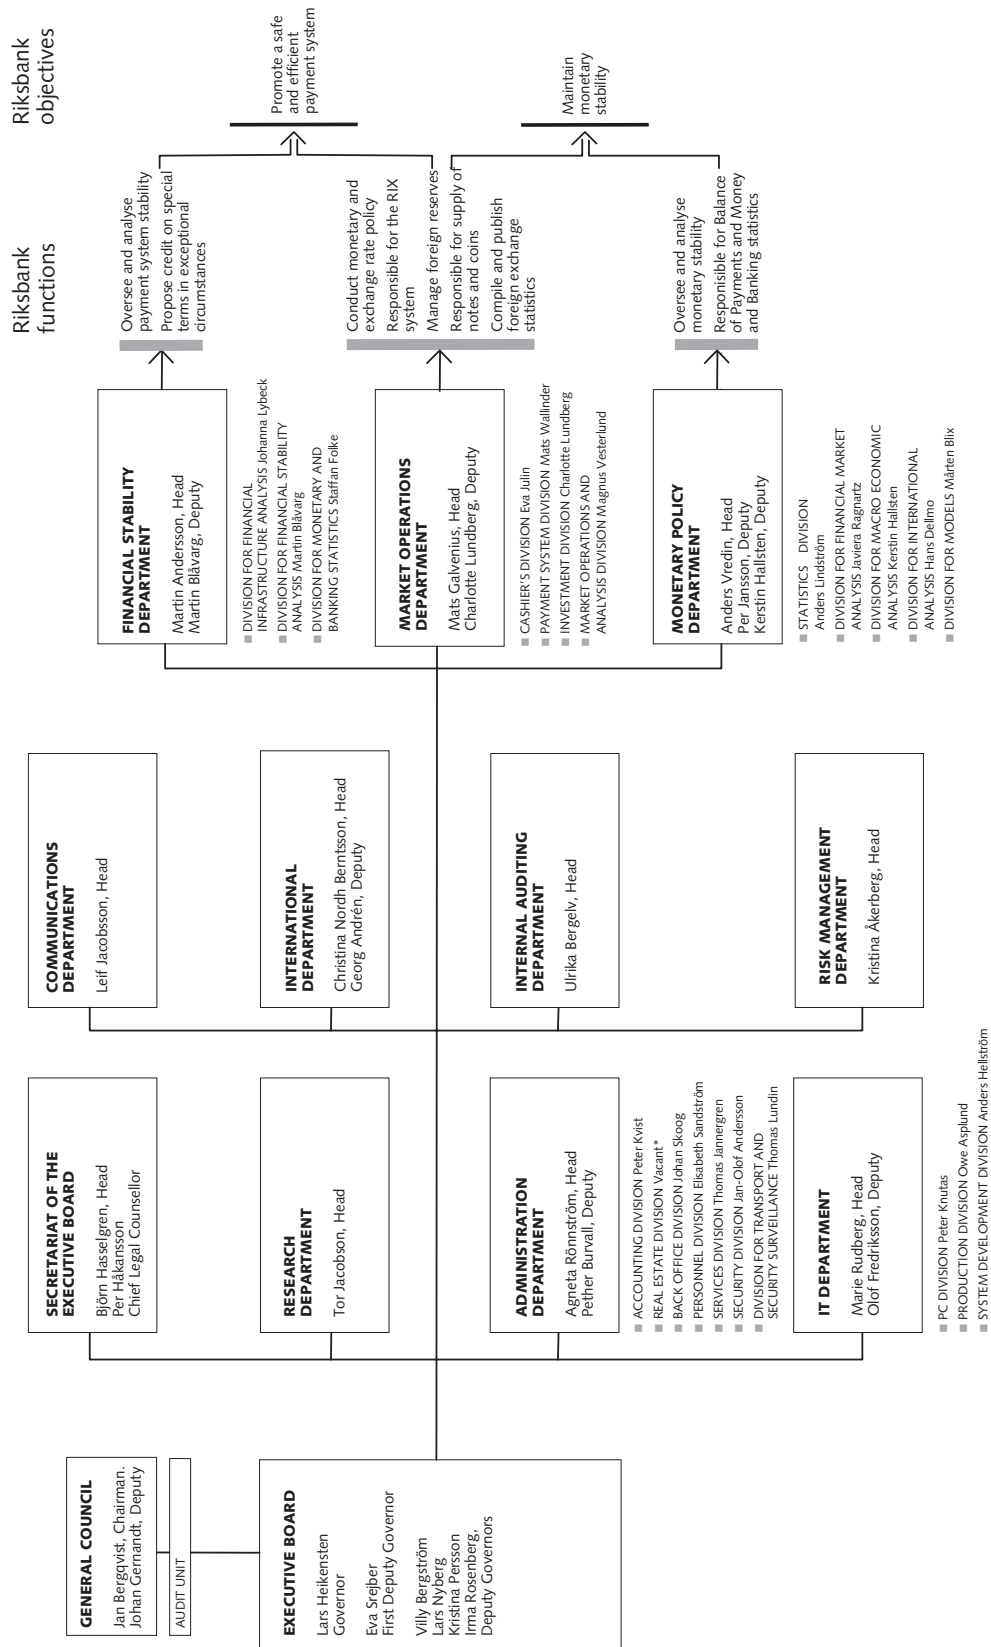 GENERAL COUNCIL
Jan Bergqvist, Chairman.
Johan Gernandt, Deputy
AUDIT UNIT
EXECUTIVE BOARD
Lars Heikensten
Governor
Eva Srejber
First Deputy Governor
Villy Bergström
Lars Nyberg
Kristina Persson
Irma Rosenberg,
Deputy Governors
SECRETARIAT OF THE
EXECUTIVE BOARD
Björn Hasselgren, Head
Per Håkansson
Chief Legal Counsellor
RESEARCH
DEPARTMENT
Tor Jacobson, Head
ADMINISTRATION
DEPARTMENT
Agneta Rönnström, Head
Pether Burvall, Deputy
ACCOUNTING DIVISION Peter Kvist
REAL ESTATE DIVISION Vacant*
BACK OFFICE DIVISION Johan Skoog
PERSONNEL DIVISION Elisabeth Sandström
SERVICES DIVISION Thomas Jannergren
SECURITY DIVISION Jan-Olof Andersson
DIVISION FOR TRANSPORT AND
SECURITY SURVEILLANCE Thomas Lundin
IT DEPARTMENT
Marie Rudberg, Head
Olof Fredriksson, Deputy
PC DIVISION Peter Knutas
PRODUCTION DIVISION Owe Asplund
SYSTEM DEVELOPMENT DIVISION Anders Hellström
COMMUNICATIONS
DEPARTMENT
Leif Jacobsson, Head
INTERNATIONAL
DEPARTMENT
Christina Nordh Berntsson, Head
Georg Andrén, Deputy
INTERNAL AUDITING
DEPARTMENT
Ulrika Bergelv, Head
RISK MANAGEMENT
DEPARTMENT
Kristina Åkerberg, Head
FINANCIAL STABILITY
DEPARTMENT
Martin Andersson, Head
Martin Blåvarg, Deputy
DIVISION FOR FINANCIAL
INFRASTRUCTURE ANALYSIS Johanna Lybeck
DIVISION FOR FINANCIAL STABILITY
ANALYSIS Martin Blåvarg
DIVISION FOR MONETARY AND
BANKING STATISTICS Staffan Folke
MARKET OPERATIONS
DEPARTMENT
Mats Galvenius, Head
Charlotte Lundberg, Deputy
CASHIER'S DIVISION Eva Julin
PAYMENT SYSTEM DIVISION Mats Wallinder
INVESTMENT DIVISION Charlotte Lundberg
MARKET OPERATIONS AND
ANALYSIS DIVISION Magnus Vesterlund
MONETARY POLICY
DEPARTMENT
Anders Vredin, Head
Per Jansson, Deputy
Kerstin Hallsten, Deputy
STATISTICS DIVISION
Anders Lindström
DIVISION FOR FINANCIAL MARKET
ANALYSIS Javiera Ragnartz
DIVISION FOR MACRO ECONOMIC
ANALYSIS Kerstin Hallsten
DIVISION FOR INTERNATIONAL
ANALYSIS Hans Dellmo
DIVISION FOR MODELS Mårten Blix
Riksbank
functions
Oversee and analyse
payment system stability
Propose credit on special
terms in exceptional
circumstances
Conduct monetary and
exchange rate policy
Responsible for the RIX
system
Manage foreign reserves
Responsible for supply of
notes and coins
Compile and publish
foreign exchange
statistics
Oversee and analyse
monetary stability
Responisible for Balance
of Payments and Money
and Banking statistics
Riksbank
objectives
Promote a safe
and efficient
payment system
Maintain
monetary
stability